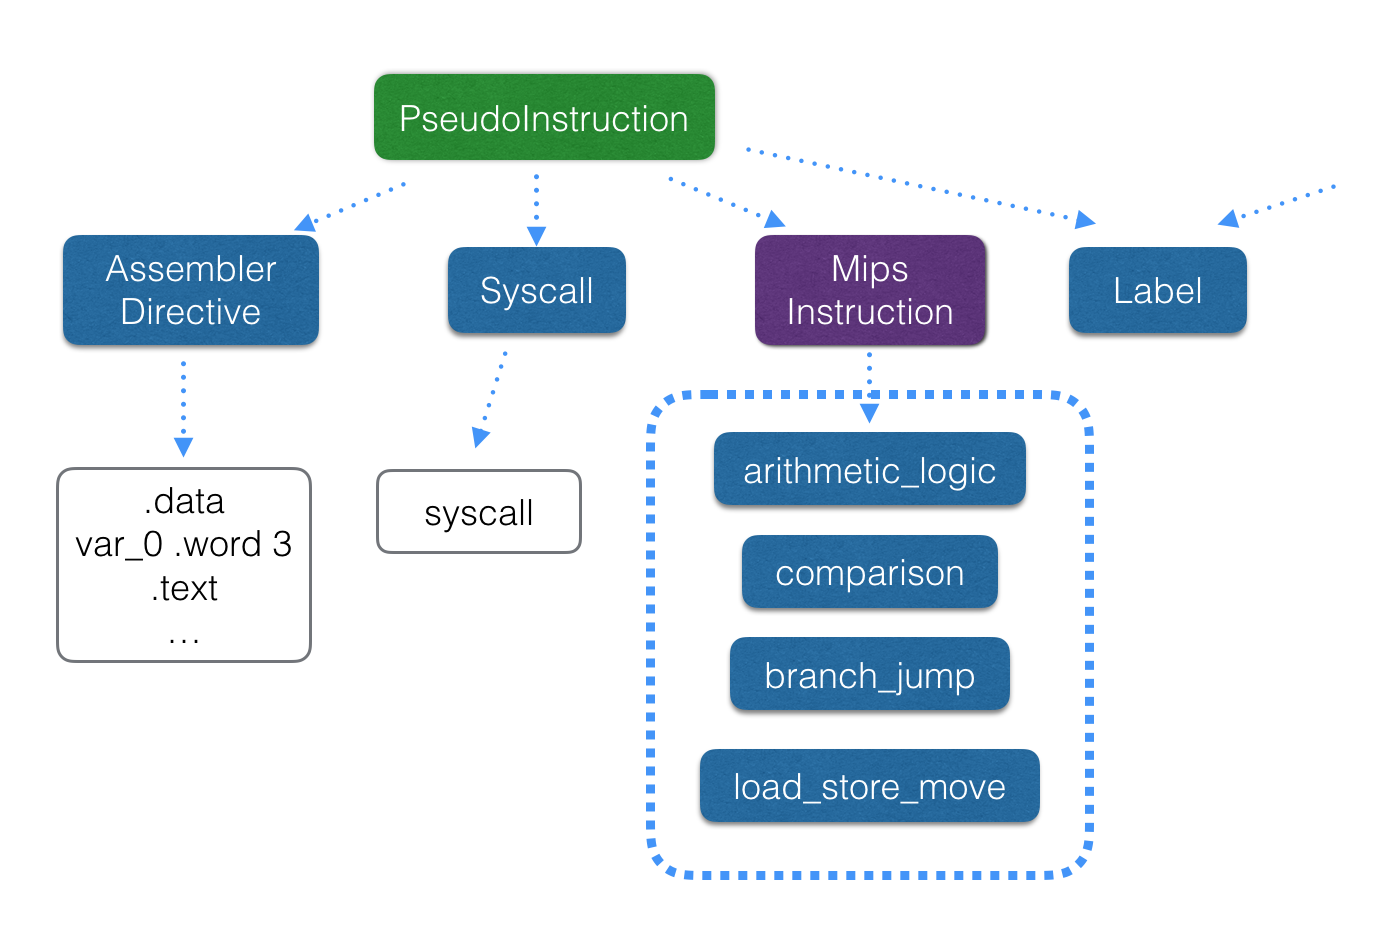 PseudoInstruction
Assembler
Directive
Syscall
Mips
Instruction
Label
.data
var_0 .word 3
.text
...
syscall
arithmetic_logic
comparison
branch_jump
load_store_move